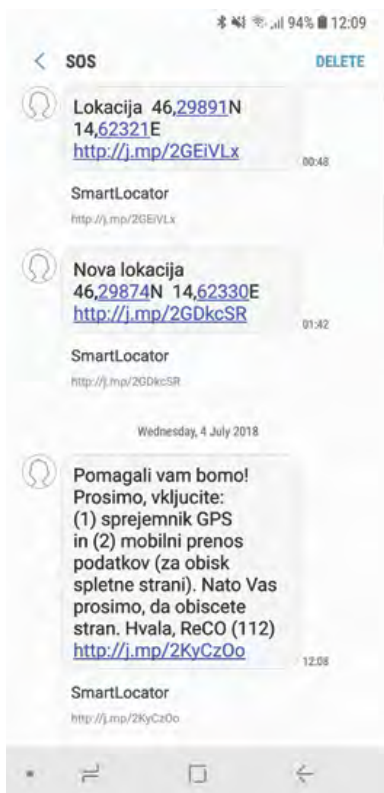 94% 12:09
SOS DELETE
Lokacija 46,29891N
14,62321E
http://j.mp/2GEiVLx
00:48
SmartLocator
http://j.mp/2GEiVLx
Nova lokacija
46,29874N 14,62330E
http://j.mp/2GDkcSR
01:42
SmartLocator
http://j.mp/2GDkcSR
Wednesday, 4 July 2018
Pomagali vam bomo!
Prosimo, vkljucite:
(1) sprejemnik GPS
in (2) mobilni prenos
podatkov (za obisk
spletne strani). Nato Vas
prosimo, da obiscete
stran. Hvala, ReCO (112)
http://j.mp/2KyCzOo
12:08
SmartLocator
http://j.mp/2KyCzOo